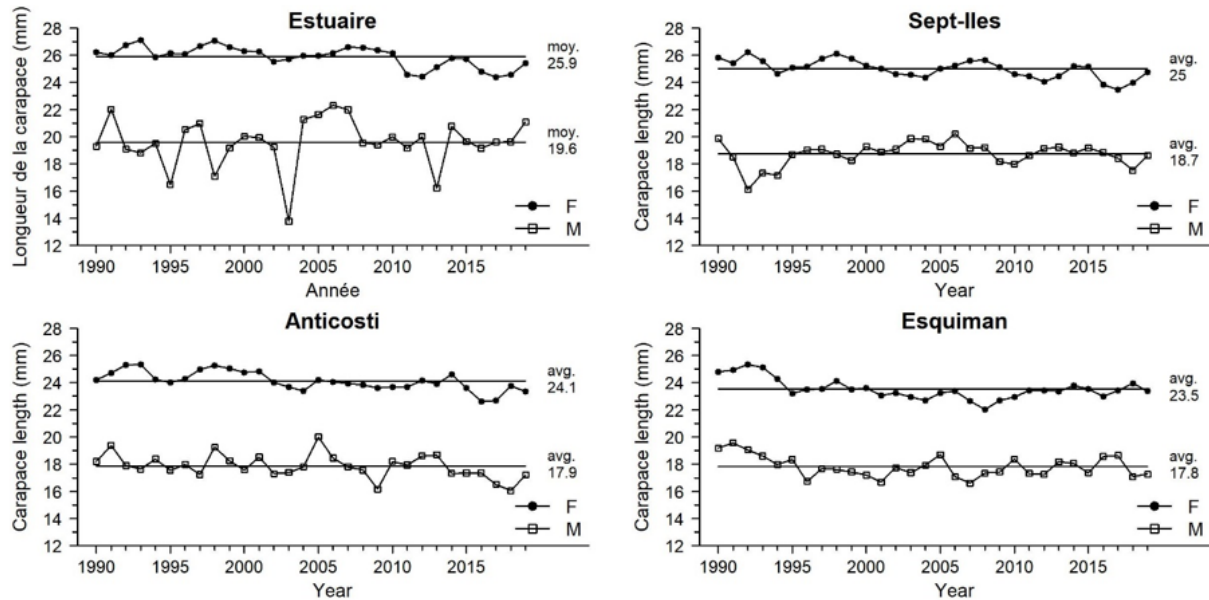 Estuaire
Longueur de la carapace (mm)
28
26
24
22
20
18
16
14
12
moy.
25.9
moy.
19.6
F
M
1990
1995
2000
2005
2010
2015
Année
Sept-Iles
Carapace length (mm)
28
26
24
22
20
18
16
14
12
avg.
25
avg.
18.7
F
M
1990
1995
2000
2005
2010
2015
Year
Anticosti
Carapace length (mm)
28
26
24
22
20
18
16
14
12
avg.
24.1
avg.
17.9
F
M
1990
1995
2000
2005
2010
2015
Year
Esquiman
Carapace length (mm)
28
26
24
22
20
18
16
14
12
avg.
23.5
avg.
17.8
F
M
1990
1995
2000
2005
2010
2015
Year